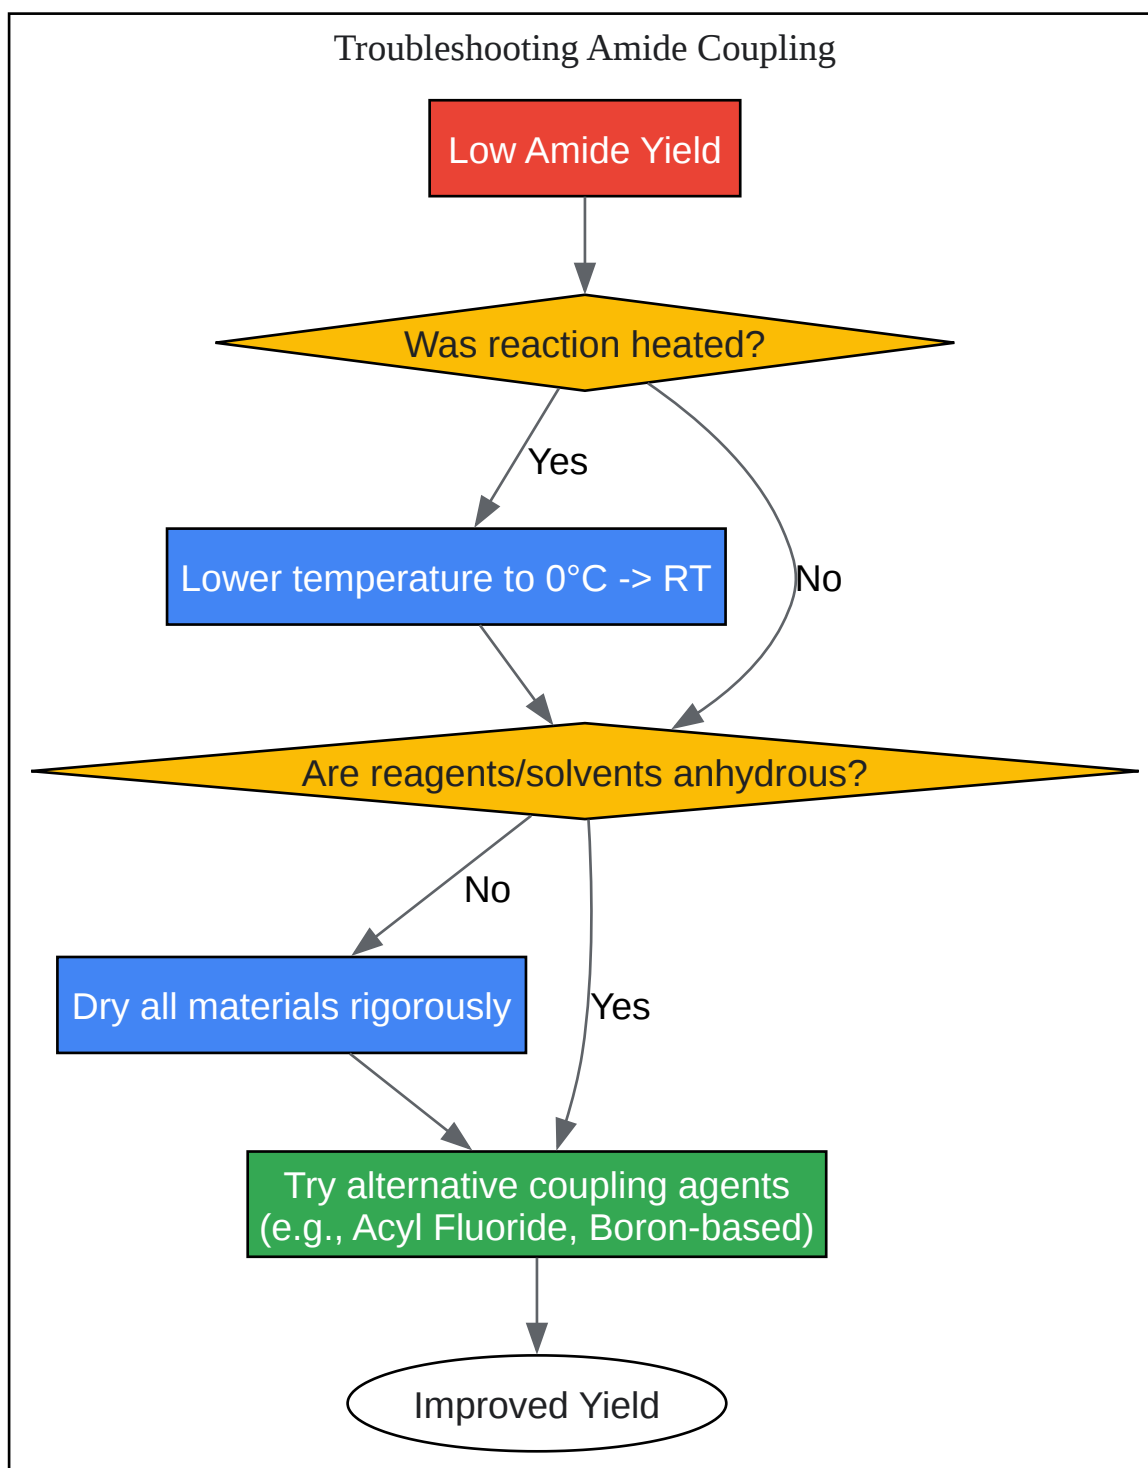 Troubleshooting Amide Coupling
Low Amide Yield
Was reaction heated?
Yes
Lower temperature to 0°C -> RT
No
Are reagents/solvents anhydrous?
No
Dry all materials rigorously
Yes
Try alternative coupling agents
(e.g., Acyl Fluoride, Boron-based)
Improved Yield